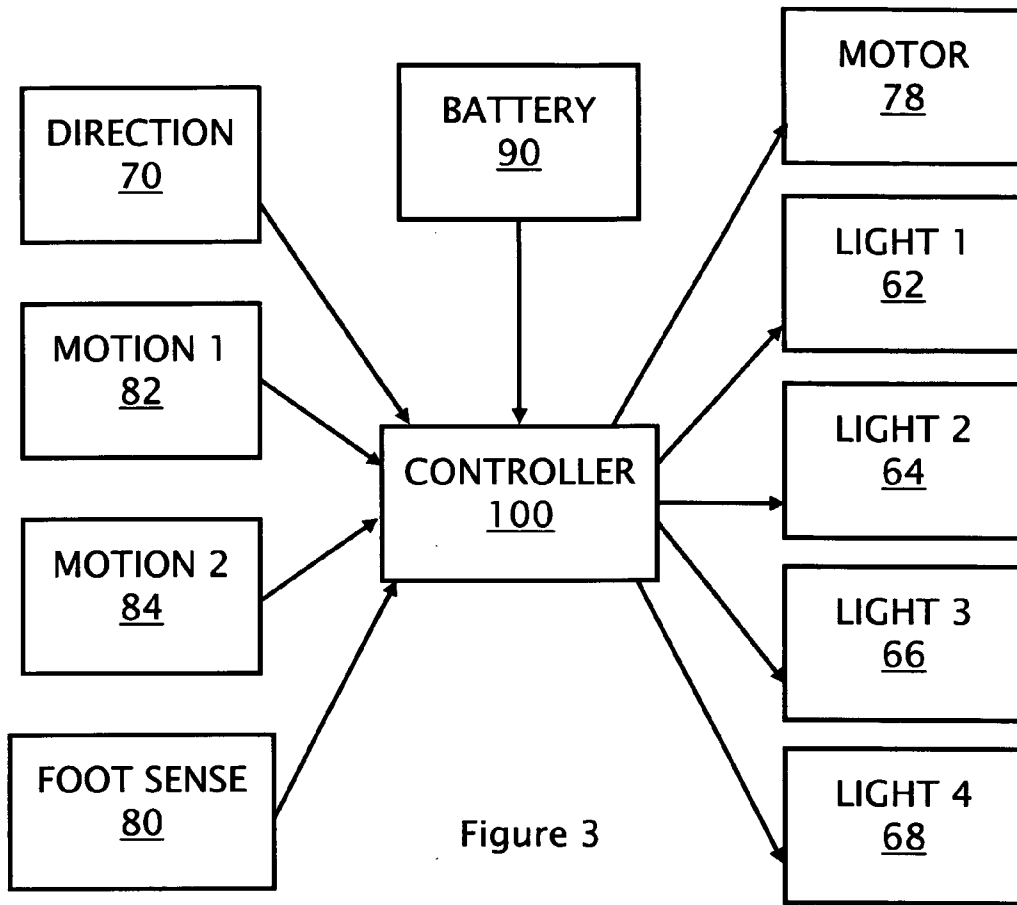 MOTOR
78
DIRECTION
70
BATTERY
90
LIGHT 1
62
MOTION 1
82
LIGHT 2
64
CONTROLLER
100
MOTION 2
84
LIGHT 3
66
FOOT SENSE
80
LIGHT 4
68
Figure 3